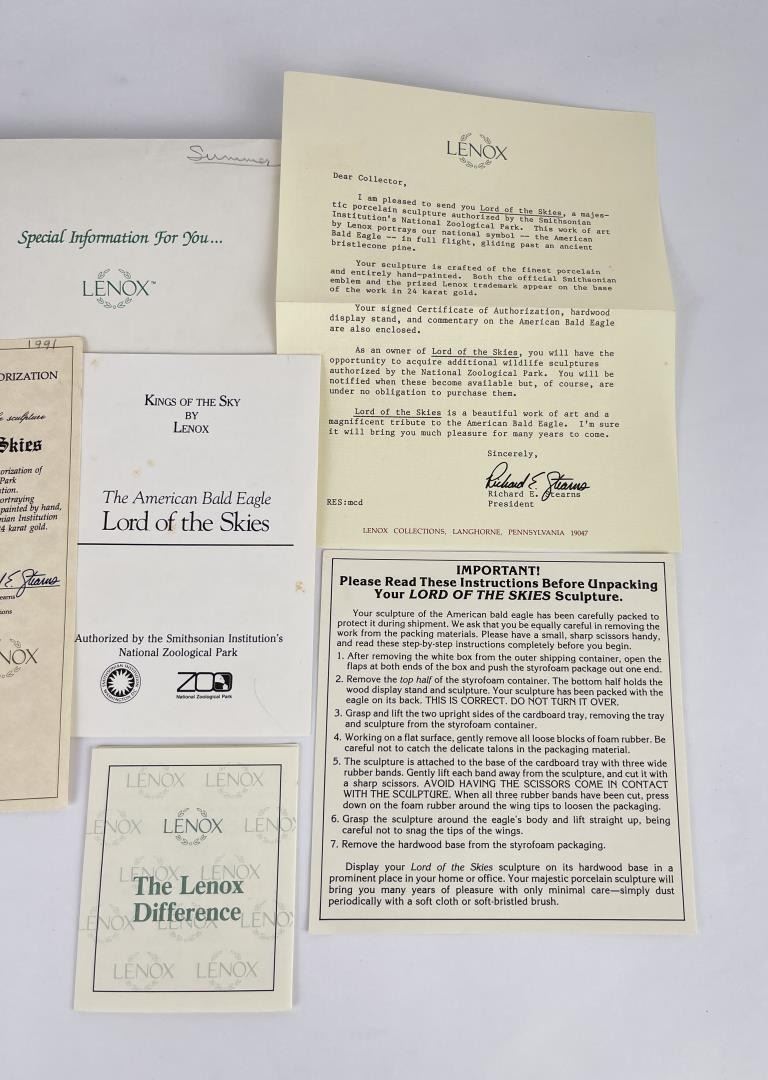 Summer
Special Information For You...
LENOX™
LENOX
Dear Collector,
I am pleased to send you Lord of the Skies, a majes-
tic porcelain sculpture authorized by the Smithsonian
Institution's National Zoological Park. This work of art
by Lenox portrays our national symbol -- the American
Bald Eagle -- in full flight, gliding past an ancient
bristlecone pine.
Your sculpture is crafted of the finest porcelain
and entirely hand-painted. Both the official Smithsonian
emblem and the prized Lenox trademark appear on the base
of the work in 24 karat gold.
Your signed Certificate of Authorization, hardwood
display stand, and commentary on the American Bald Eagle
are also enclosed.
As an owner of Lord of the Skies, you will have the
opportunity to acquire additional wildlife sculptures
authorized by the National Zoological Park. You will be
notified when these become available but, of course, are
under no obligation to purchase them.
Lord of the Skies is a beautiful work of art and a
magnificent tribute to the American Bald Eagle. I'm sure
it will bring you much pleasure for many years to come.
Sincerely,
Richard E. Stearns
Richard E. Stearns
President
RES:mcd
LENOX COLLECTIONS, LANGHORNE, PENNSYLVANIA 19047
1991
ORIZATION
sculpture
Skies
orization of
Park
tion.
ortraying
painted by hand,
nian Institution
24 karat gold.
E. Stearns
earns
ions
NOX
KINGS OF THE SKY
BY
LENOX
The American Bald Eagle
Lord of the Skies
Authorized by the Smithsonian Institution's
National Zoological Park
SMITHSONIAN INSTITUTION
WASHINGTON
ZOO
National Zoological Park
IMPORTANT!
Please Read These Instructions Before Unpacking
Your LORD OF THE SKIES Sculpture.
Your sculpture of the American bald eagle has been carefully packed to
protect it during shipment. We ask that you be equally careful in removing the
work from the packing materials. Please have a small, sharp scissors handy,
and read these step-by-step instructions completely before you begin.
1. After removing the white box from the outer shipping container, open the
flaps at both ends of the box and push the styrofoam package out one end.
2. Remove the top half of the styrofoam container. The bottom half holds the
wood display stand and sculpture. Your sculpture has been packed with the
eagle on its back. THIS IS CORRECT. DO NOT TURN IT OVER.
3. Grasp and lift the two upright sides of the cardboard tray, removing the tray
and sculpture from the styrofoam container.
4. Working on a flat surface, gently remove all loose blocks of foam rubber. Be
careful not to catch the delicate talons in the packaging material.
5. The sculpture is attached to the base of the cardboard tray with three wide
rubber bands. Gently lift each band away from the sculpture, and cut it with
a sharp scissors. AVOID HAVING THE SCISSORS COME IN CONTACT
WITH THE SCULPTURE. When all three rubber bands have been cut, press
down on the foam rubber around the wing tips to loosen the packaging.
6. Grasp the sculpture around the eagle's body and lift straight up, being
careful not to snag the tips of the wings.
7. Remove the hardwood base from the styrofoam packaging.
Display your Lord of the Skies sculpture on its hardwood base in a
prominent place in your home or office. Your majestic porcelain sculpture will
bring you many years of pleasure with only minimal care—simply dust
periodically with a soft cloth or soft-bristled brush.
LENOX LENOX
LENOX LENOX LENOX
The Lenox
Difference
LENOX LENOX LENOX
LENOX LENOX